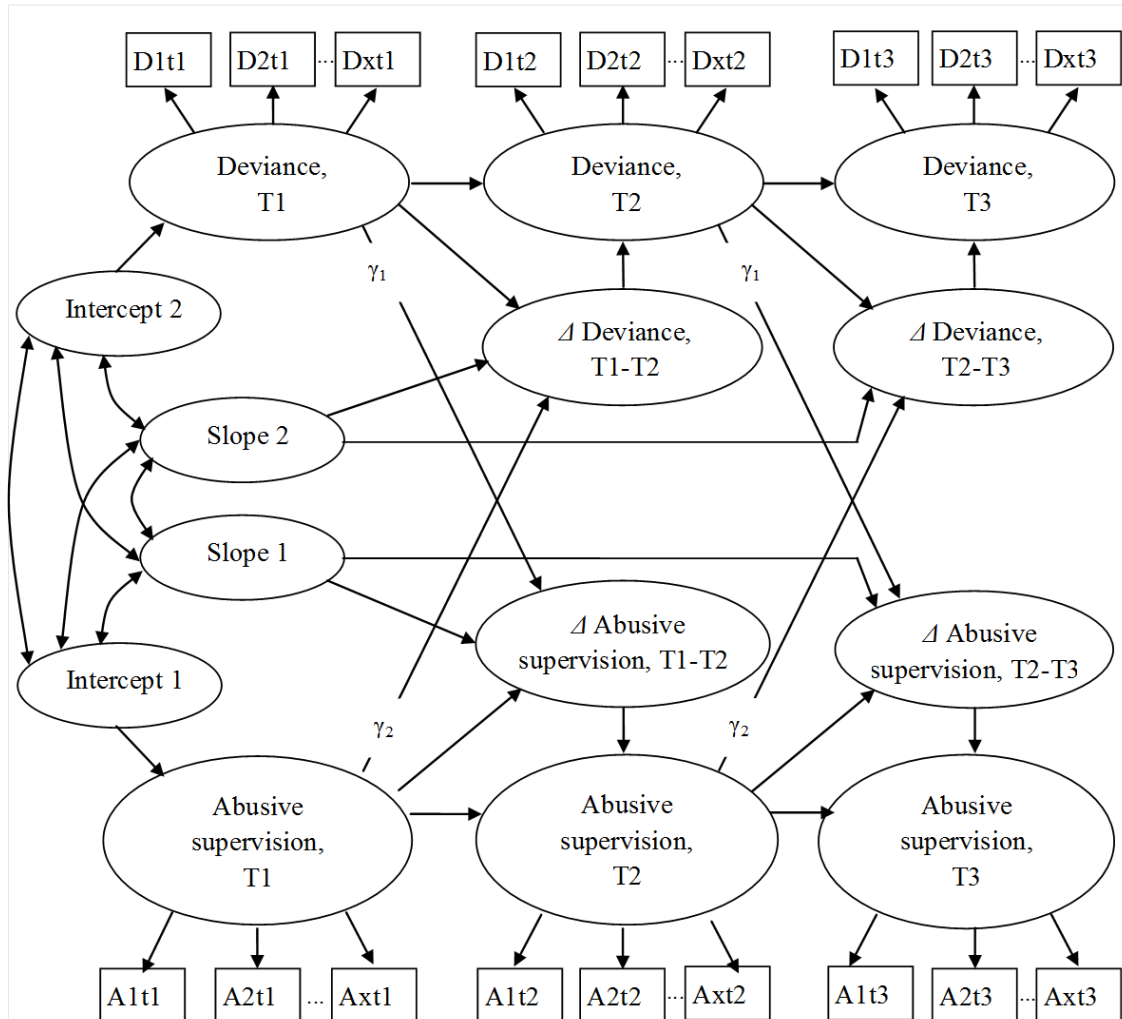 D1t1 D2t1 ... Dxt1 D1t2 D2t2 ... Dxt2 D1t3 D2t3 ... Dxt3
Deviance,
T1
Deviance,
T2
Deviance,
T3
γ1
γ1
Intercept 2
Δ Deviance,
T1-T2
Δ Deviance,
T2-T3
Slope 2
Slope 1
Δ Abusive
supervision, T1-T2
Δ Abusive
supervision, T2-T3
Intercept 1
γ2
γ2
Abusive
supervision,
T1
Abusive
supervision,
T2
Abusive
supervision,
T3
A1t1 A2t1 ... Axt1 A1t2 A2t2 ... Axt2 A1t3 A2t3 ... Axt3